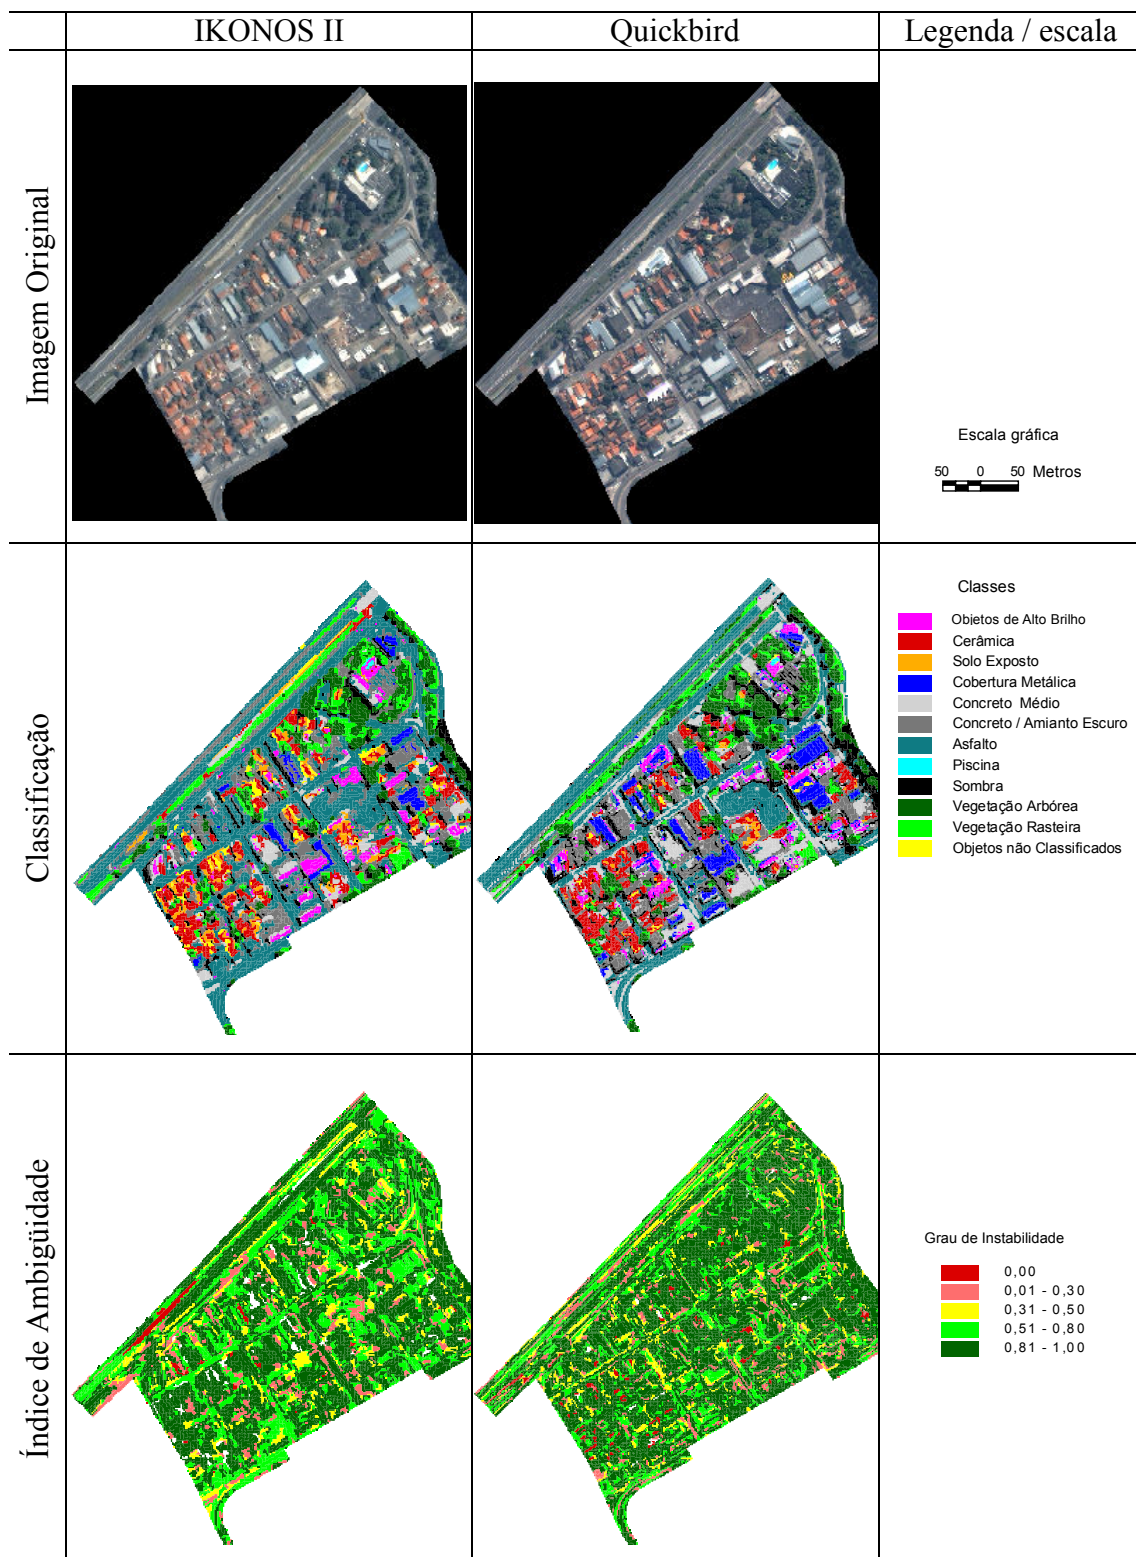 IKONOS II
Quickbird
Legenda / escala
Imagem Original
Escala gráfica
50 0 50 Metros
Classificação
Classes
Objetos de Alto Brilho
Cerâmica
Solo Exposto
Cobertura Metálica
Concreto Médio
Concreto / Amianto Escuro
Asfalto
Piscina
Sombra
Vegetação Arbórea
Vegetação Rasteira
Objetos não Classificados
Índice de Ambigüidade
Grau de Instabilidade
0,00
0,01 - 0,30
0,31 - 0,50
0,51 - 0,80
0,81 - 1,00